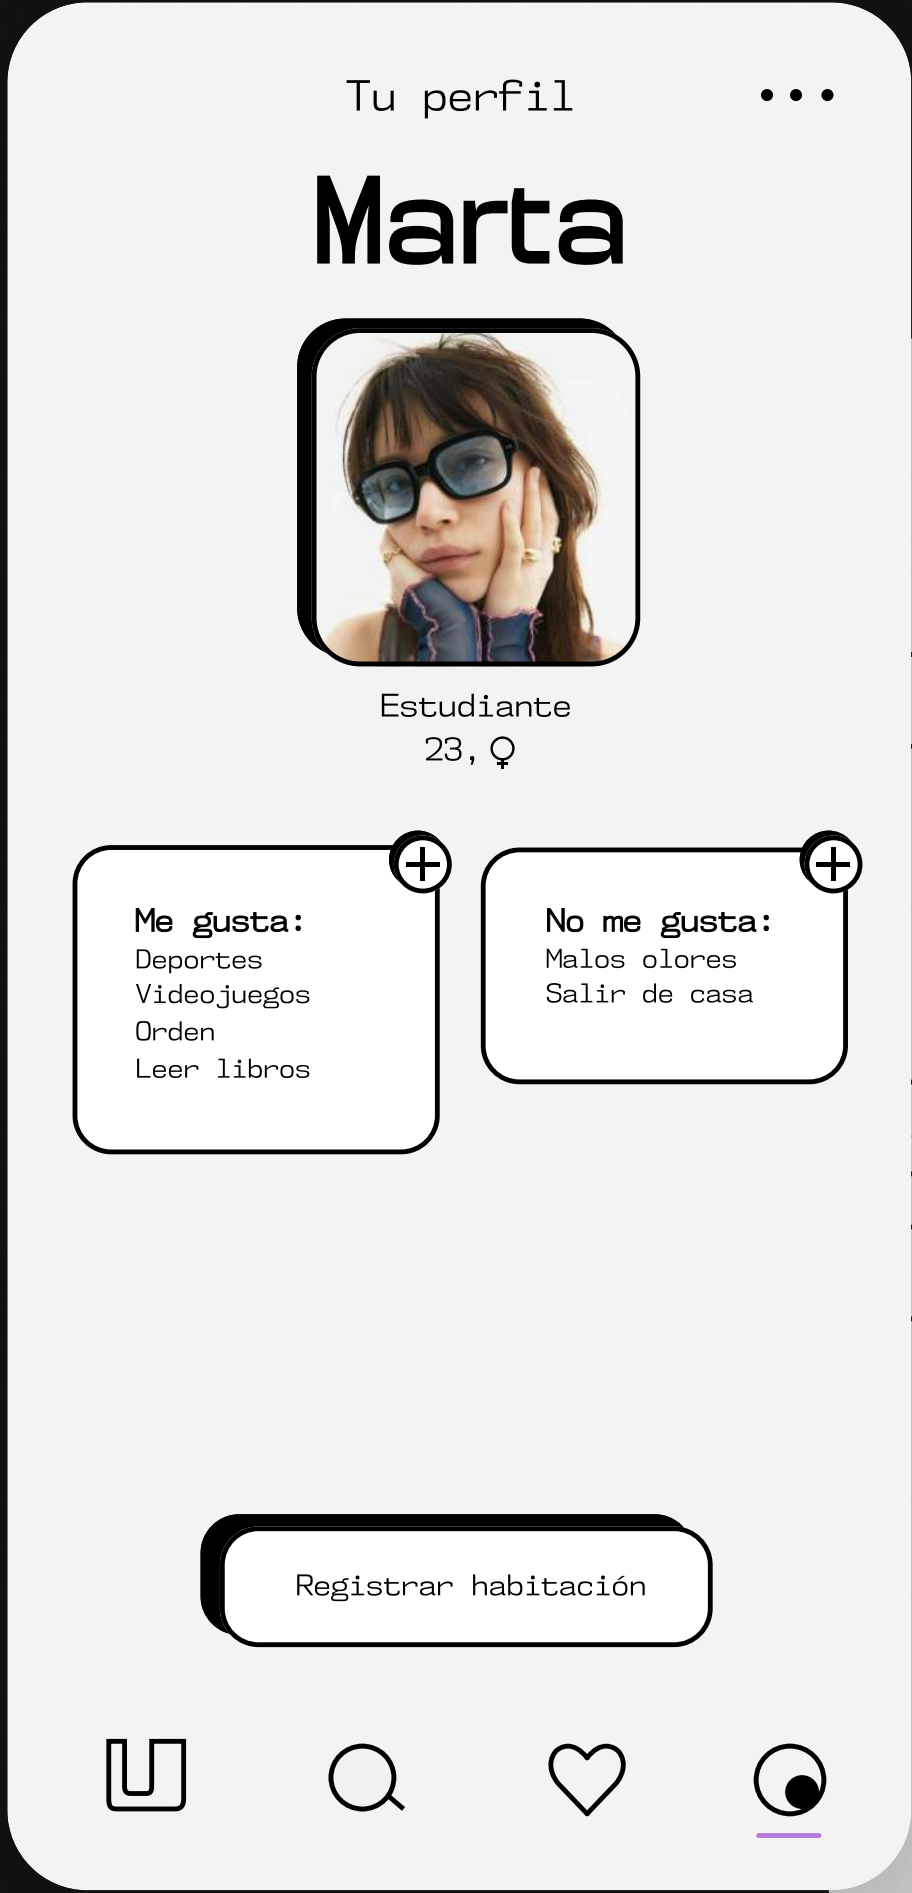 Tu perfil
Marta
Estudiante
23, ♀
Me gusta:
Deportes
Videojuegos
Orden
Leer libros
No me gusta:
Malos olores
Salir de casa
Registrar habitación